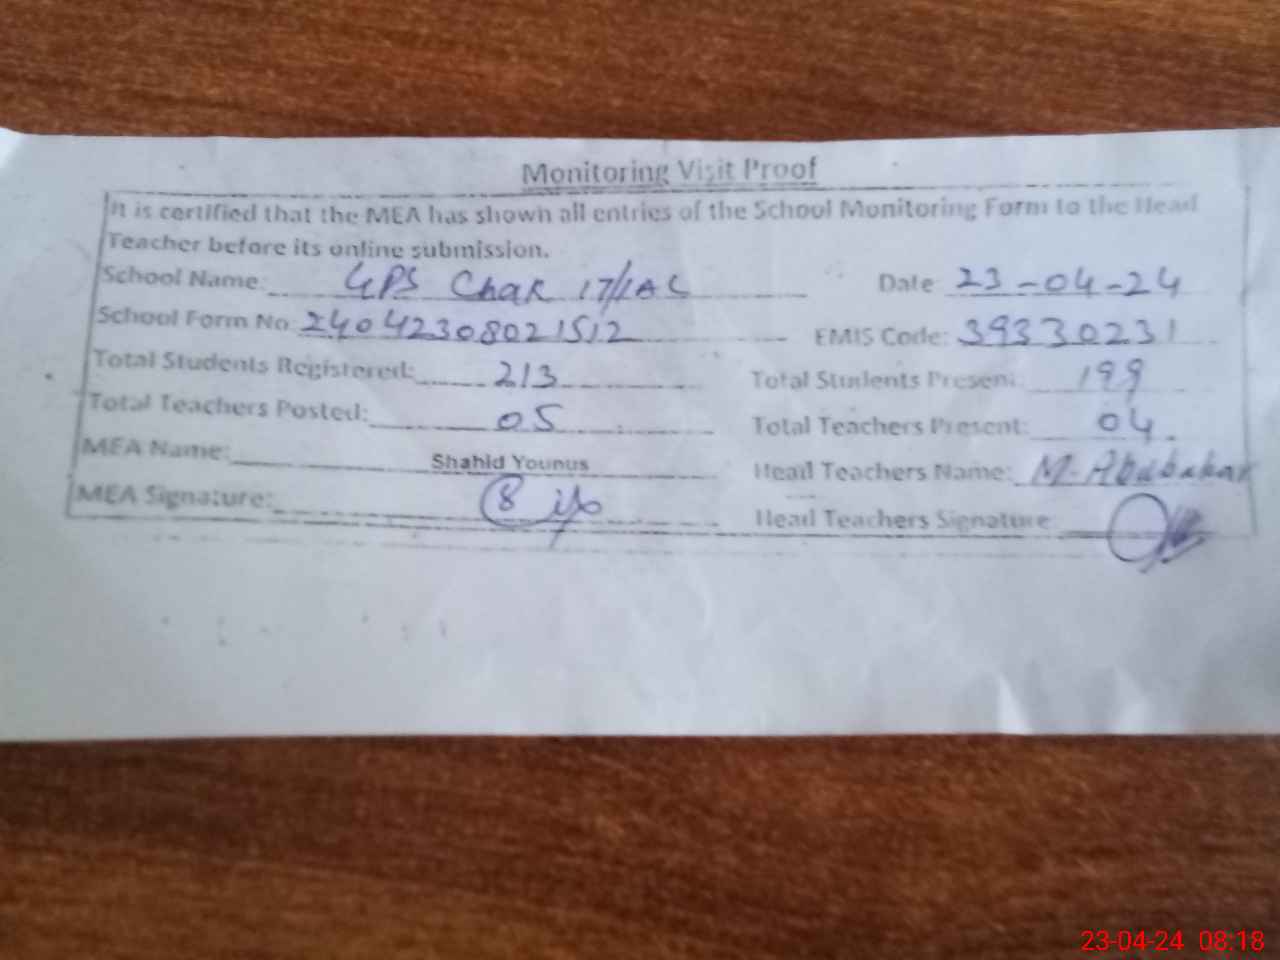 Monitoring Visit Proof
It is certified that the MEA has shown all entries of the School Monitoring Form to the Head
Teacher before its online submission.
School Name: GPS Chak 17/1AL Date 23-04-24
School Form No 24042308021512 EMIS Code: 39330231
Total Students Registered: 213 Total Students Present: 199
Total Teachers Posted: 05 Total Teachers Present: 04
MEA Name: Shahid Younus Head Teachers Name: M. Abubakar
MEA Signature: Head Teachers Signature:
23-04-24 08:18